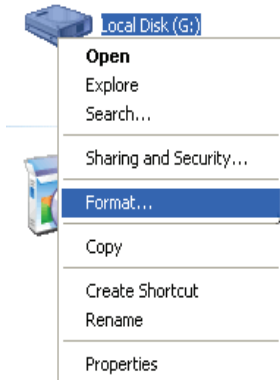 Local Disk (G:)
Open
Explore
Search...
Sharing and Security...
Format...
Copy
Create Shortcut
Rename
Properties